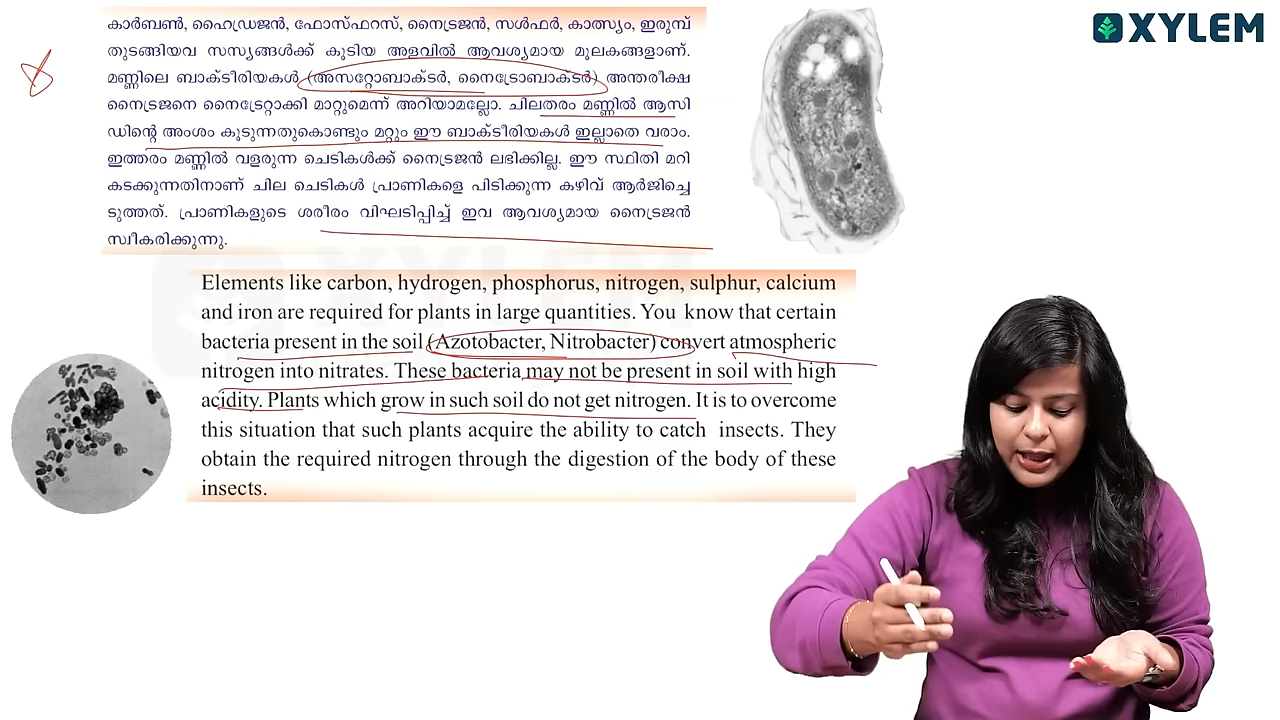 കാർബൺ, ഹൈഡ്രജൻ, ഫോസ്ഫറസ്, നൈട്രജൻ, സൾഫർ, കാത്സ്യം, ഇരുമ്പ്
തുടങ്ങിയവ സസ്യങ്ങൾക്ക് കൂടിയ അളവിൽ ആവശ്യമായ മൂലകങ്ങളാണ്.
മണ്ണിലെ ബാക്ടീരിയകൾ (അസറ്റോബാക്ടർ, നൈട്രോബാക്ടർ) അന്തരീക്ഷ
നൈട്രജനെ നൈട്രേറ്റാക്കി മാറ്റുമെന്ന് അറിയാമല്ലോ. ചിലതരം മണ്ണിൽ ആസി
ഡിന്റെ അംശം കൂടുന്നതുകൊണ്ടും മറ്റും ഈ ബാക്ടീരിയകൾ ഇല്ലാതെ വരാം.
ഇത്തരം മണ്ണിൽ വളരുന്ന ചെടികൾക്ക് നൈട്രജൻ ലഭിക്കില്ല. ഈ സ്ഥിതി മറി
കടക്കുന്നതിനാണ് ചില ചെടികൾ പ്രാണികളെ പിടിക്കുന്ന കഴിവ് ആർജിച്ചെ
ടുത്തത്. പ്രാണികളുടെ ശരീരം വിഘടിപ്പിച്ച് ഇവ ആവശ്യമായ നൈട്രജൻ
സ്വീകരിക്കുന്നു.
XYLEM
XYLEM
Elements like carbon, hydrogen, phosphorus, nitrogen, sulphur, calcium
and iron are required for plants in large quantities. You know that certain
bacteria present in the soil (Azotobacter, Nitrobacter) convert atmospheric
nitrogen into nitrates. These bacteria may not be present in soil with high
acidity. Plants which grow in such soil do not get nitrogen. It is to overcome
this situation that such plants acquire the ability to catch insects. They
obtain the required nitrogen through the digestion of the body of these
insects.